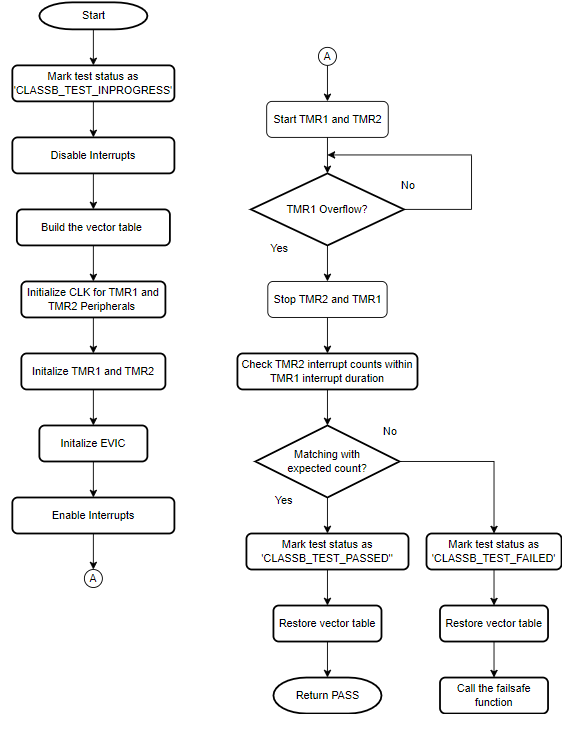 Start
Mark test status as
'CLASSB_TEST_INPROGRESS'
Disable Interrupts
Build the vector table
Initialize CLK for TMR1 and
TMR2 Peripherals
Initalize TMR1 and TMR2
Initalize EVIC
Enable Interrupts
A
A
Start TMR1 and TMR2
No
TMR1 Overflow?
Yes
Stop TMR2 and TMR1
Check TMR2 interrupt counts within
TMR1 interrupt duration
No
Matching with
expected count?
Yes
Mark test status as
'CLASSB_TEST_PASSED"
Restore vector table
Return PASS
Mark test status as
'CLASSB_TEST_FAILED'
Restore vector table
Call the failsafe
function